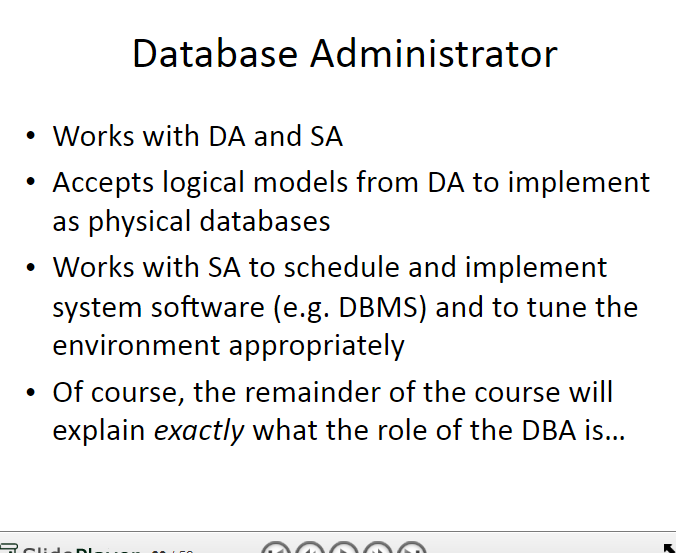 Database Administrator
• Works with DA and SA
• Accepts logical models from DA to implement
as physical databases
• Works with SA to schedule and implement
system software (e.g. DBMS) and to tune the
environment appropriately
• Of course, the remainder of the course will
explain exactly what the role of the DBA is…